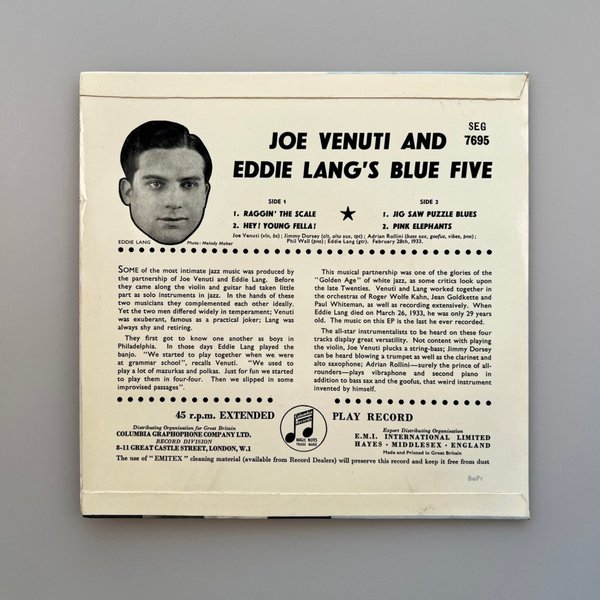 JOE VENUTI AND
EDDIE LANG'S BLUE FIVE
SEG
7695
SIDE 1
1. RAGGIN' THE SCALE
2. HEY! YOUNG FELLA!
SIDE 2
1. JIG SAW PUZZLE BLUES
2. PINK ELEPHANTS
Joe Venuti (vln, bs); Jimmy Dorsey (clt, alto sax, tpt); Adrian Rollini (bass sax, goofus, vibes, pno);
Phil Wall (pno); Eddie Lang (gtr). February 28th, 1933.
EDDIE LANG
Photo: Melody Maker
SOME of the most intimate jazz music was produced by
the partnership of Joe Venuti and Eddie Lang. Before
they came along the violin and guitar had taken little
part as solo instruments in jazz. In the hands of these
two musicians they complemented each other ideally.
Yet the two men differed widely in temperament; Venuti
was exuberant, famous as a practical joker; Lang was
always shy and retiring.
They first got to know one another as boys in
Philadelphia. In those days Eddie Lang played the
banjo. "We started to play together when we were
at grammar school", recalls Venuti. "We used to
play a lot of mazurkas and polkas. Just for fun we started
to play them in four-four. Then we slipped in some
improvised passages".
This musical partnership was one of the glories of the
"Golden Age" of white jazz, as some critics look upon
the late Twenties. Venuti and Lang worked together in
the orchestras of Roger Wolfe Kahn, Jean Goldkette and
Paul Whiteman, as well as recording extensively. When
Eddie Lang died on March 26, 1933, he was only 29 years
old. The music on this EP is the last he ever recorded.
The all-star instrumentalists to be heard on these four
tracks display great versatility. Not content with playing
the violin, Joe Venuti plucks a string-bass; Jimmy Dorsey
can be heard blowing a trumpet as well as the clarinet and
alto saxophone; Adrian Rollini—surely the prince of all-
rounders—plays vibraphone and second piano in
addition to bass sax and the goofus, that weird instrument
invented by himself.
45 r.p.m. EXTENDED PLAY RECORD
Distributing Organisation for Great Britain
COLUMBIA GRAPHOPHONE COMPANY LTD.
RECORD DIVISION
8-11 GREAT CASTLE STREET, LONDON, W.1
MAGIC NOTES
TRADE MARK
Export Distributing Organisation
E.M.I. INTERNATIONAL LIMITED
HAYES · MIDDLESEX · ENGLAND
Made and Printed in Great Britain
The use of "EMITEX" cleaning material (available from Record Dealers) will preserve this record and keep it free from dust